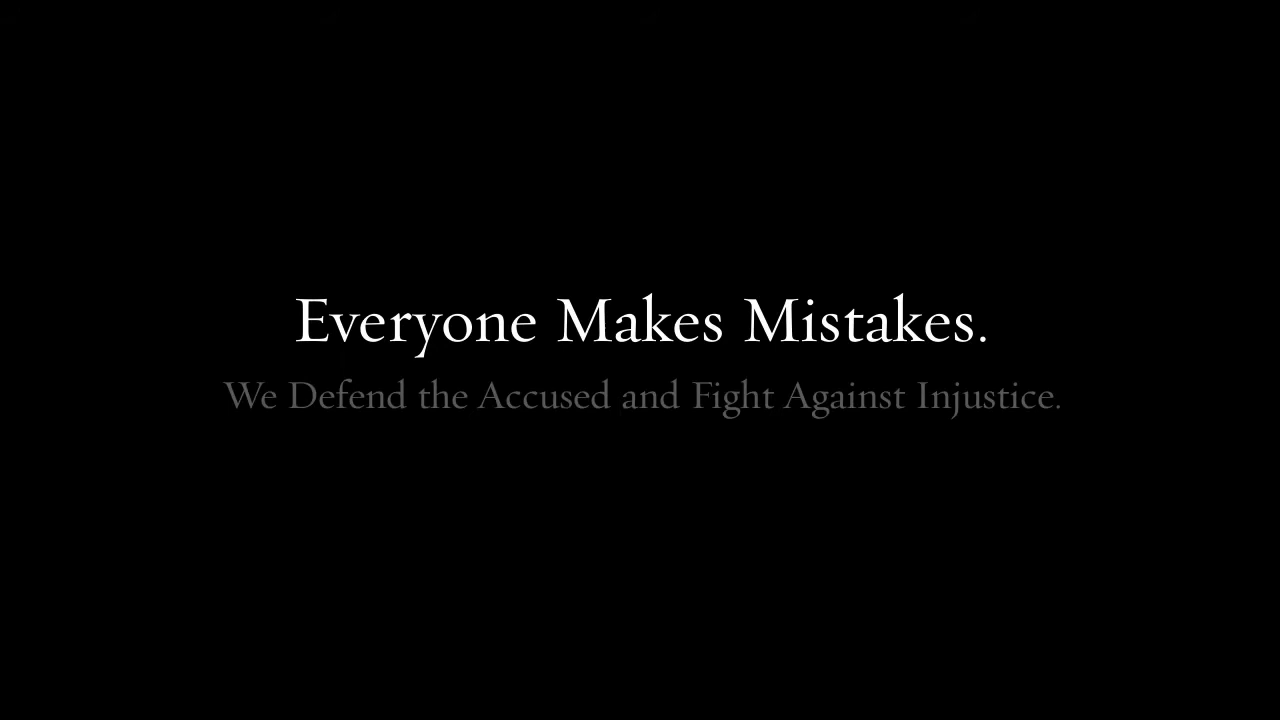 Everyone Makes Mistakes.
We Defend the Accused and Fight Against Injustice.